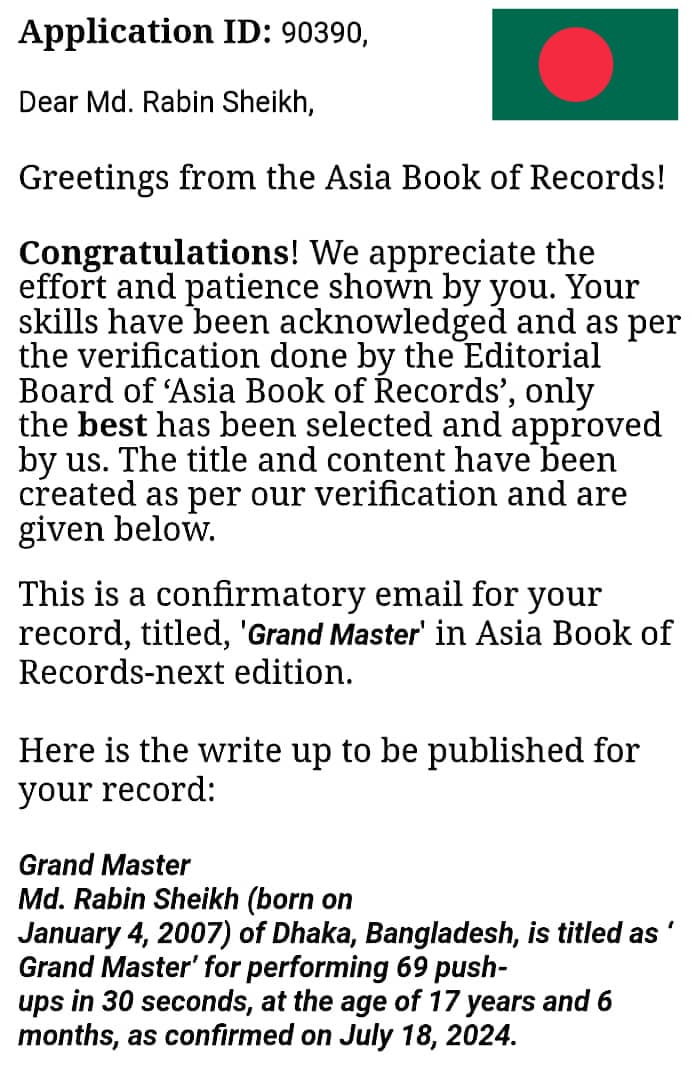 Application ID: 90390,
Dear Md. Rabin Sheikh,
Greetings from the Asia Book of Records!
Congratulations! We appreciate the
effort and patience shown by you. Your
skills have been acknowledged and as per
the verification done by the Editorial
Board of ‘Asia Book of Records’, only
the best has been selected and approved
by us. The title and content have been
created as per our verification and are
given below.
This is a confirmatory email for your
record, titled, 'Grand Master' in Asia Book of
Records-next edition.
Here is the write up to be published for
your record:
Grand Master
Md. Rabin Sheikh (born on
January 4, 2007) of Dhaka, Bangladesh, is titled as ‘
Grand Master’ for performing 69 push-
ups in 30 seconds, at the age of 17 years and 6
months, as confirmed on July 18, 2024.